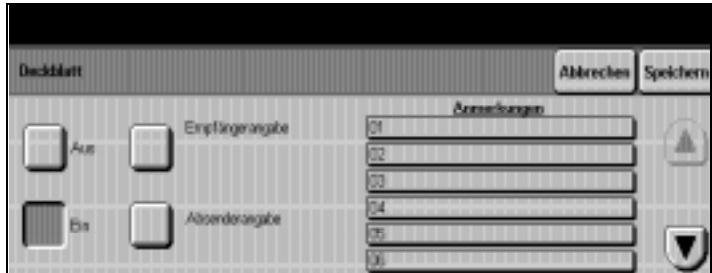 Deckblatt Abbrechen Speichern
Anmerkungen
Aus Empfängerangabe 01
02
03
Ein Absenderangabe 04
05
06